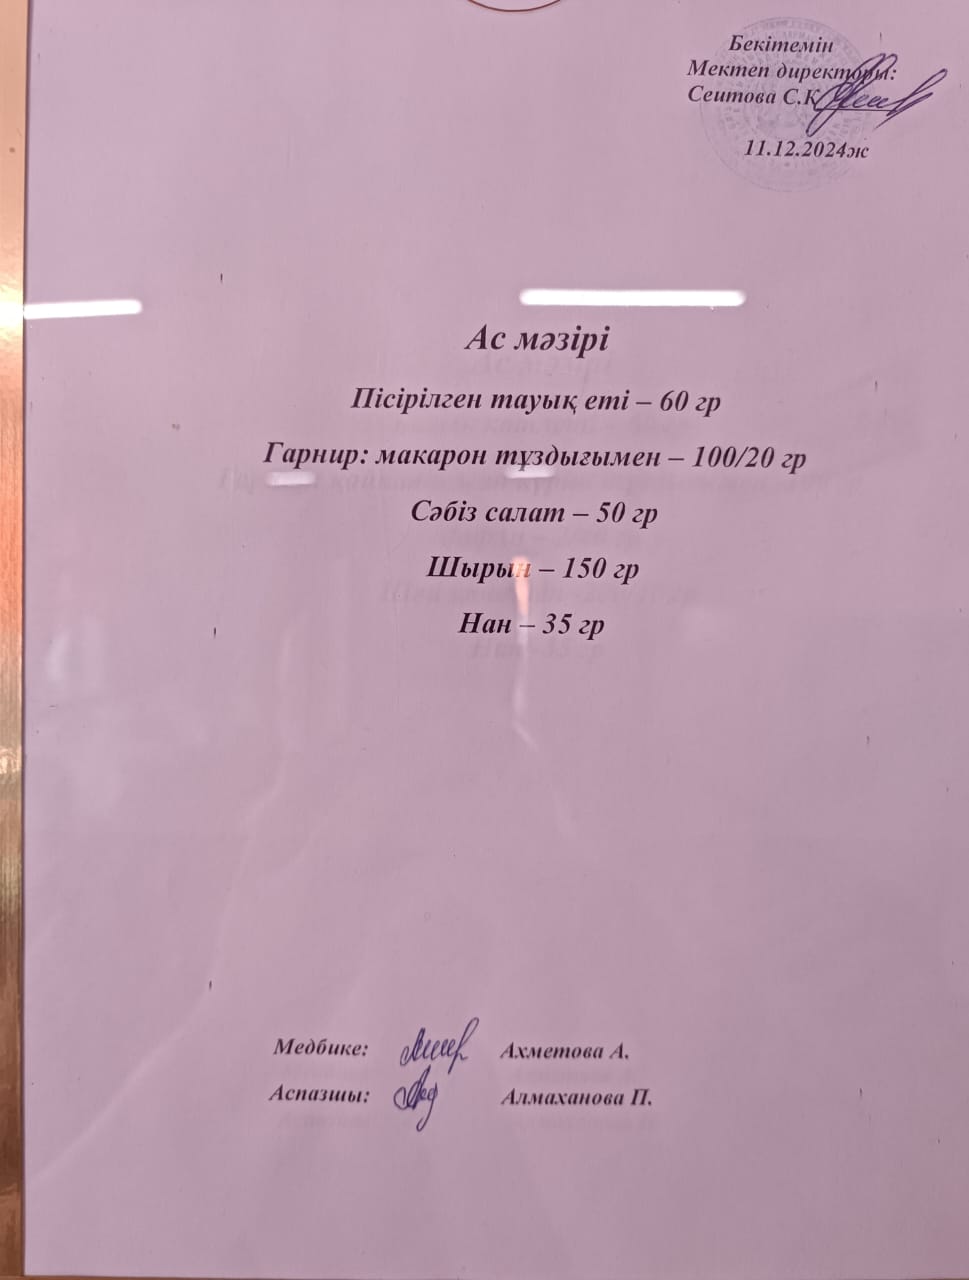 Бекітемін
Мектеп директоры:
Сеитова С.К
11.12.2024ж
Ас мәзірі
Пісірілген тауық еті – 60 гр
Гарнир: макарон тұздығымен – 100/20 гр
Сәбіз салат – 50 гр
Шырын – 150 гр
Нан – 35 гр
Медбике: Ахметова А.
Аспазшы: Алмаханова П.